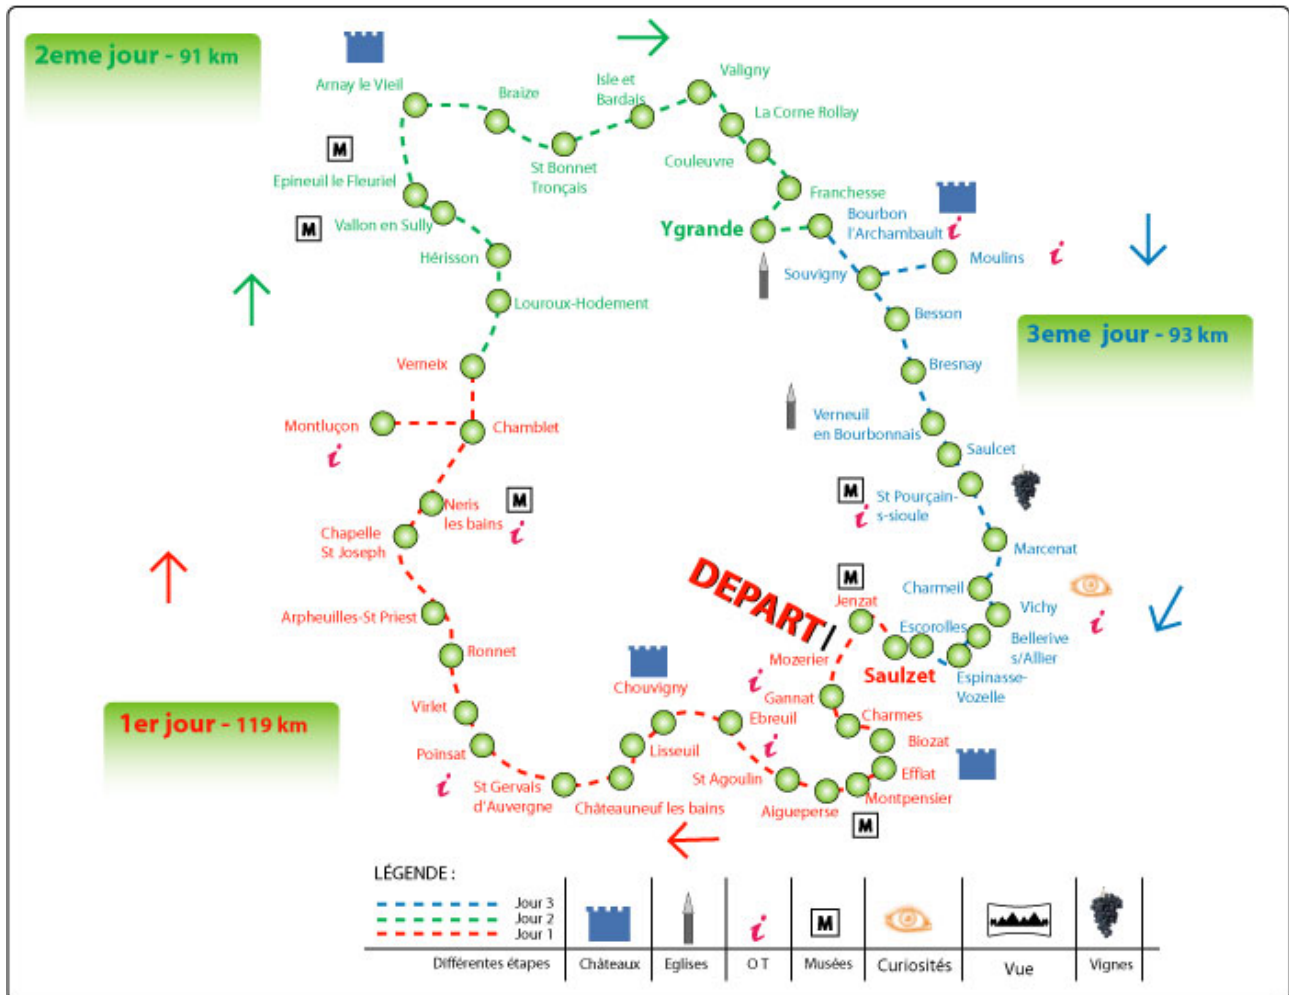 2eme jour - 91 km
Arnay le Vieil
Braize
Isle et
Bardais
Valigny
La Corne Rollay
St Bonnet
Tronçais
Couleuvre
Franchesse
M
Epineuil le Fleuriel
M
Vallon en Sully
Hérisson
Louroux-Hodement
Ygrande
Bourbon
l'Archambault
i
Souvigny
Moulins
i
Besson
3eme jour - 93 km
Bresnay
Verneuil
en Bourbonnais
Saulcet
M
St Pourçain-
s-sioule
i
Marcenat
Charmeil
Vichy
i
Bellerive
s/Allier
Escorolles
Espinasse-
Vozelle
Verneix
Montluçon
i
Chamblet
Neris
les bains
M
i
Chapelle
St Joseph
Arpheuilles-St Priest
Ronnet
Virlet
Poinsat
i
1er jour - 119 km
DEPART
M
Jenzat
Saulzet
Mozerier
i
Gannat
Charmes
Biozat
Effiat
Montpensier
M
Aigueperse
St Agoulin
Ebreuil
i
Chouvigny
Lisseuil
Châteauneuf les bains
St Gervais
d'Auvergne
LÉGENDE :
Jour 3
Jour 2
Jour 1
i
M
Différentes étapes
Châteaux
Eglises
O T
Musées
Curiosités
Vue
Vignes